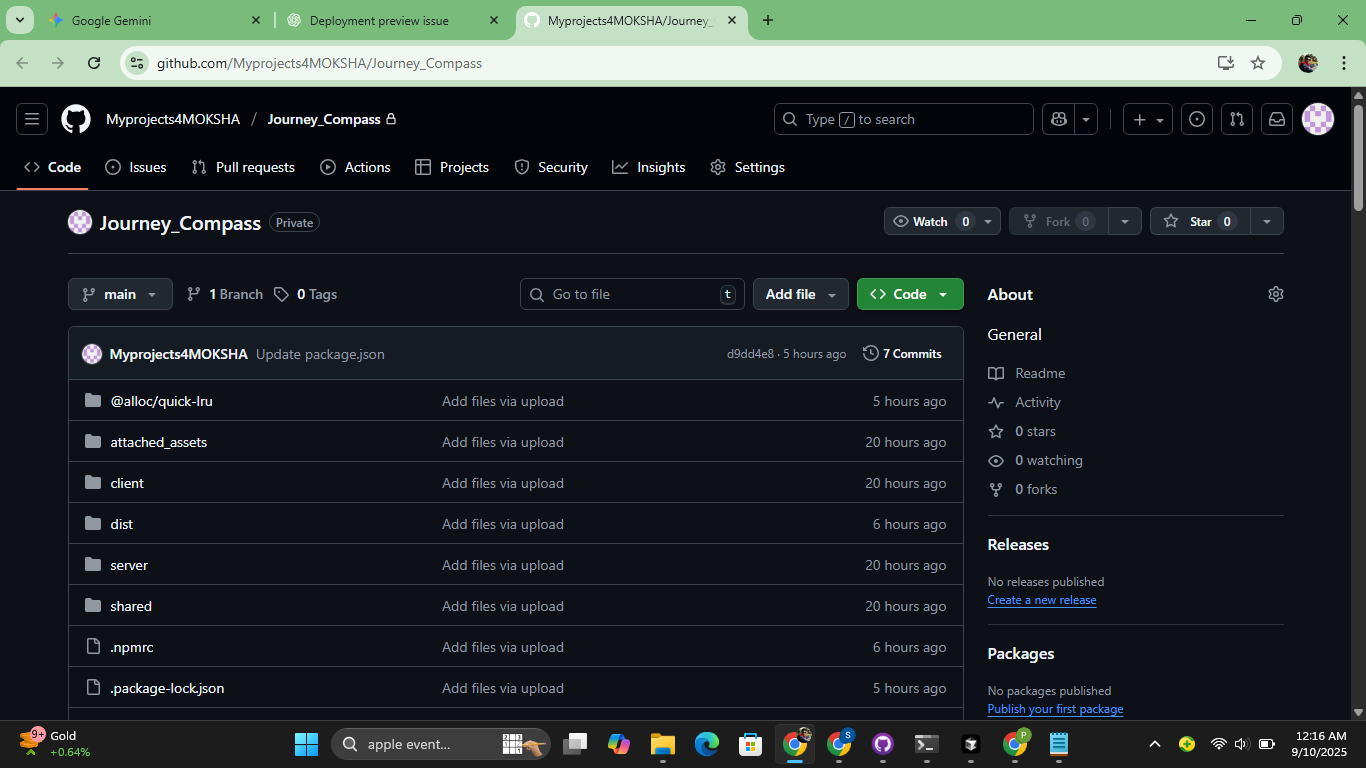 Google Gemini
Deployment preview issue
Myprojects4MOKSHA/Journey_
github.com/Myprojects4MOKSHA/Journey_Compass
Myprojects4MOKSHA / Journey_Compass
Type / to search
Code Issues Pull requests Actions Projects Security Insights Settings
Journey_Compass Private
Watch 0 Fork 0 Star 0
main 1 Branch 0 Tags
Go to file t Add file Code
Myprojects4MOKSHA Update package.json d9dd4e8 · 5 hours ago 7 Commits
@alloc/quick-lru Add files via upload 5 hours ago
attached_assets Add files via upload 20 hours ago
client Add files via upload 20 hours ago
dist Add files via upload 6 hours ago
server Add files via upload 20 hours ago
shared Add files via upload 20 hours ago
.npmrc Add files via upload 6 hours ago
.package-lock.json Add files via upload 5 hours ago
About
General
Readme
Activity
0 stars
0 watching
0 forks
Releases
No releases published
Create a new release
Packages
No packages published
Publish your first package
9+
Gold
+0.64%
apple event...
S
P
12:16 AM
9/10/2025